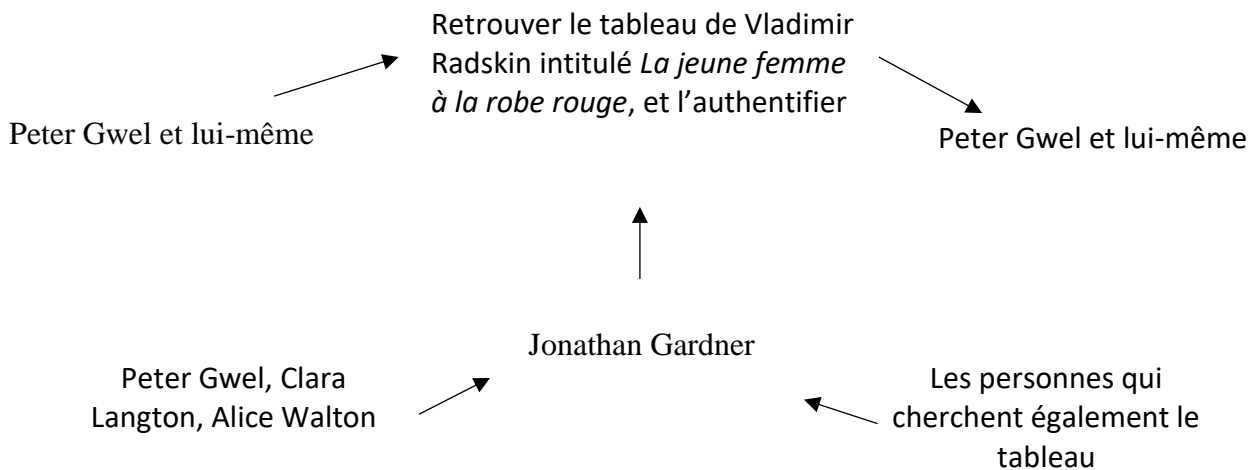 Retrouver le tableau de Vladimir
Radskin intitulé La jeune femme
à la robe rouge, et l’authentifier
Peter Gwel et lui-même
Peter Gwel et lui-même
Jonathan Gardner
Peter Gwel, Clara
Langton, Alice Walton
Les personnes qui
cherchent également le
tableau